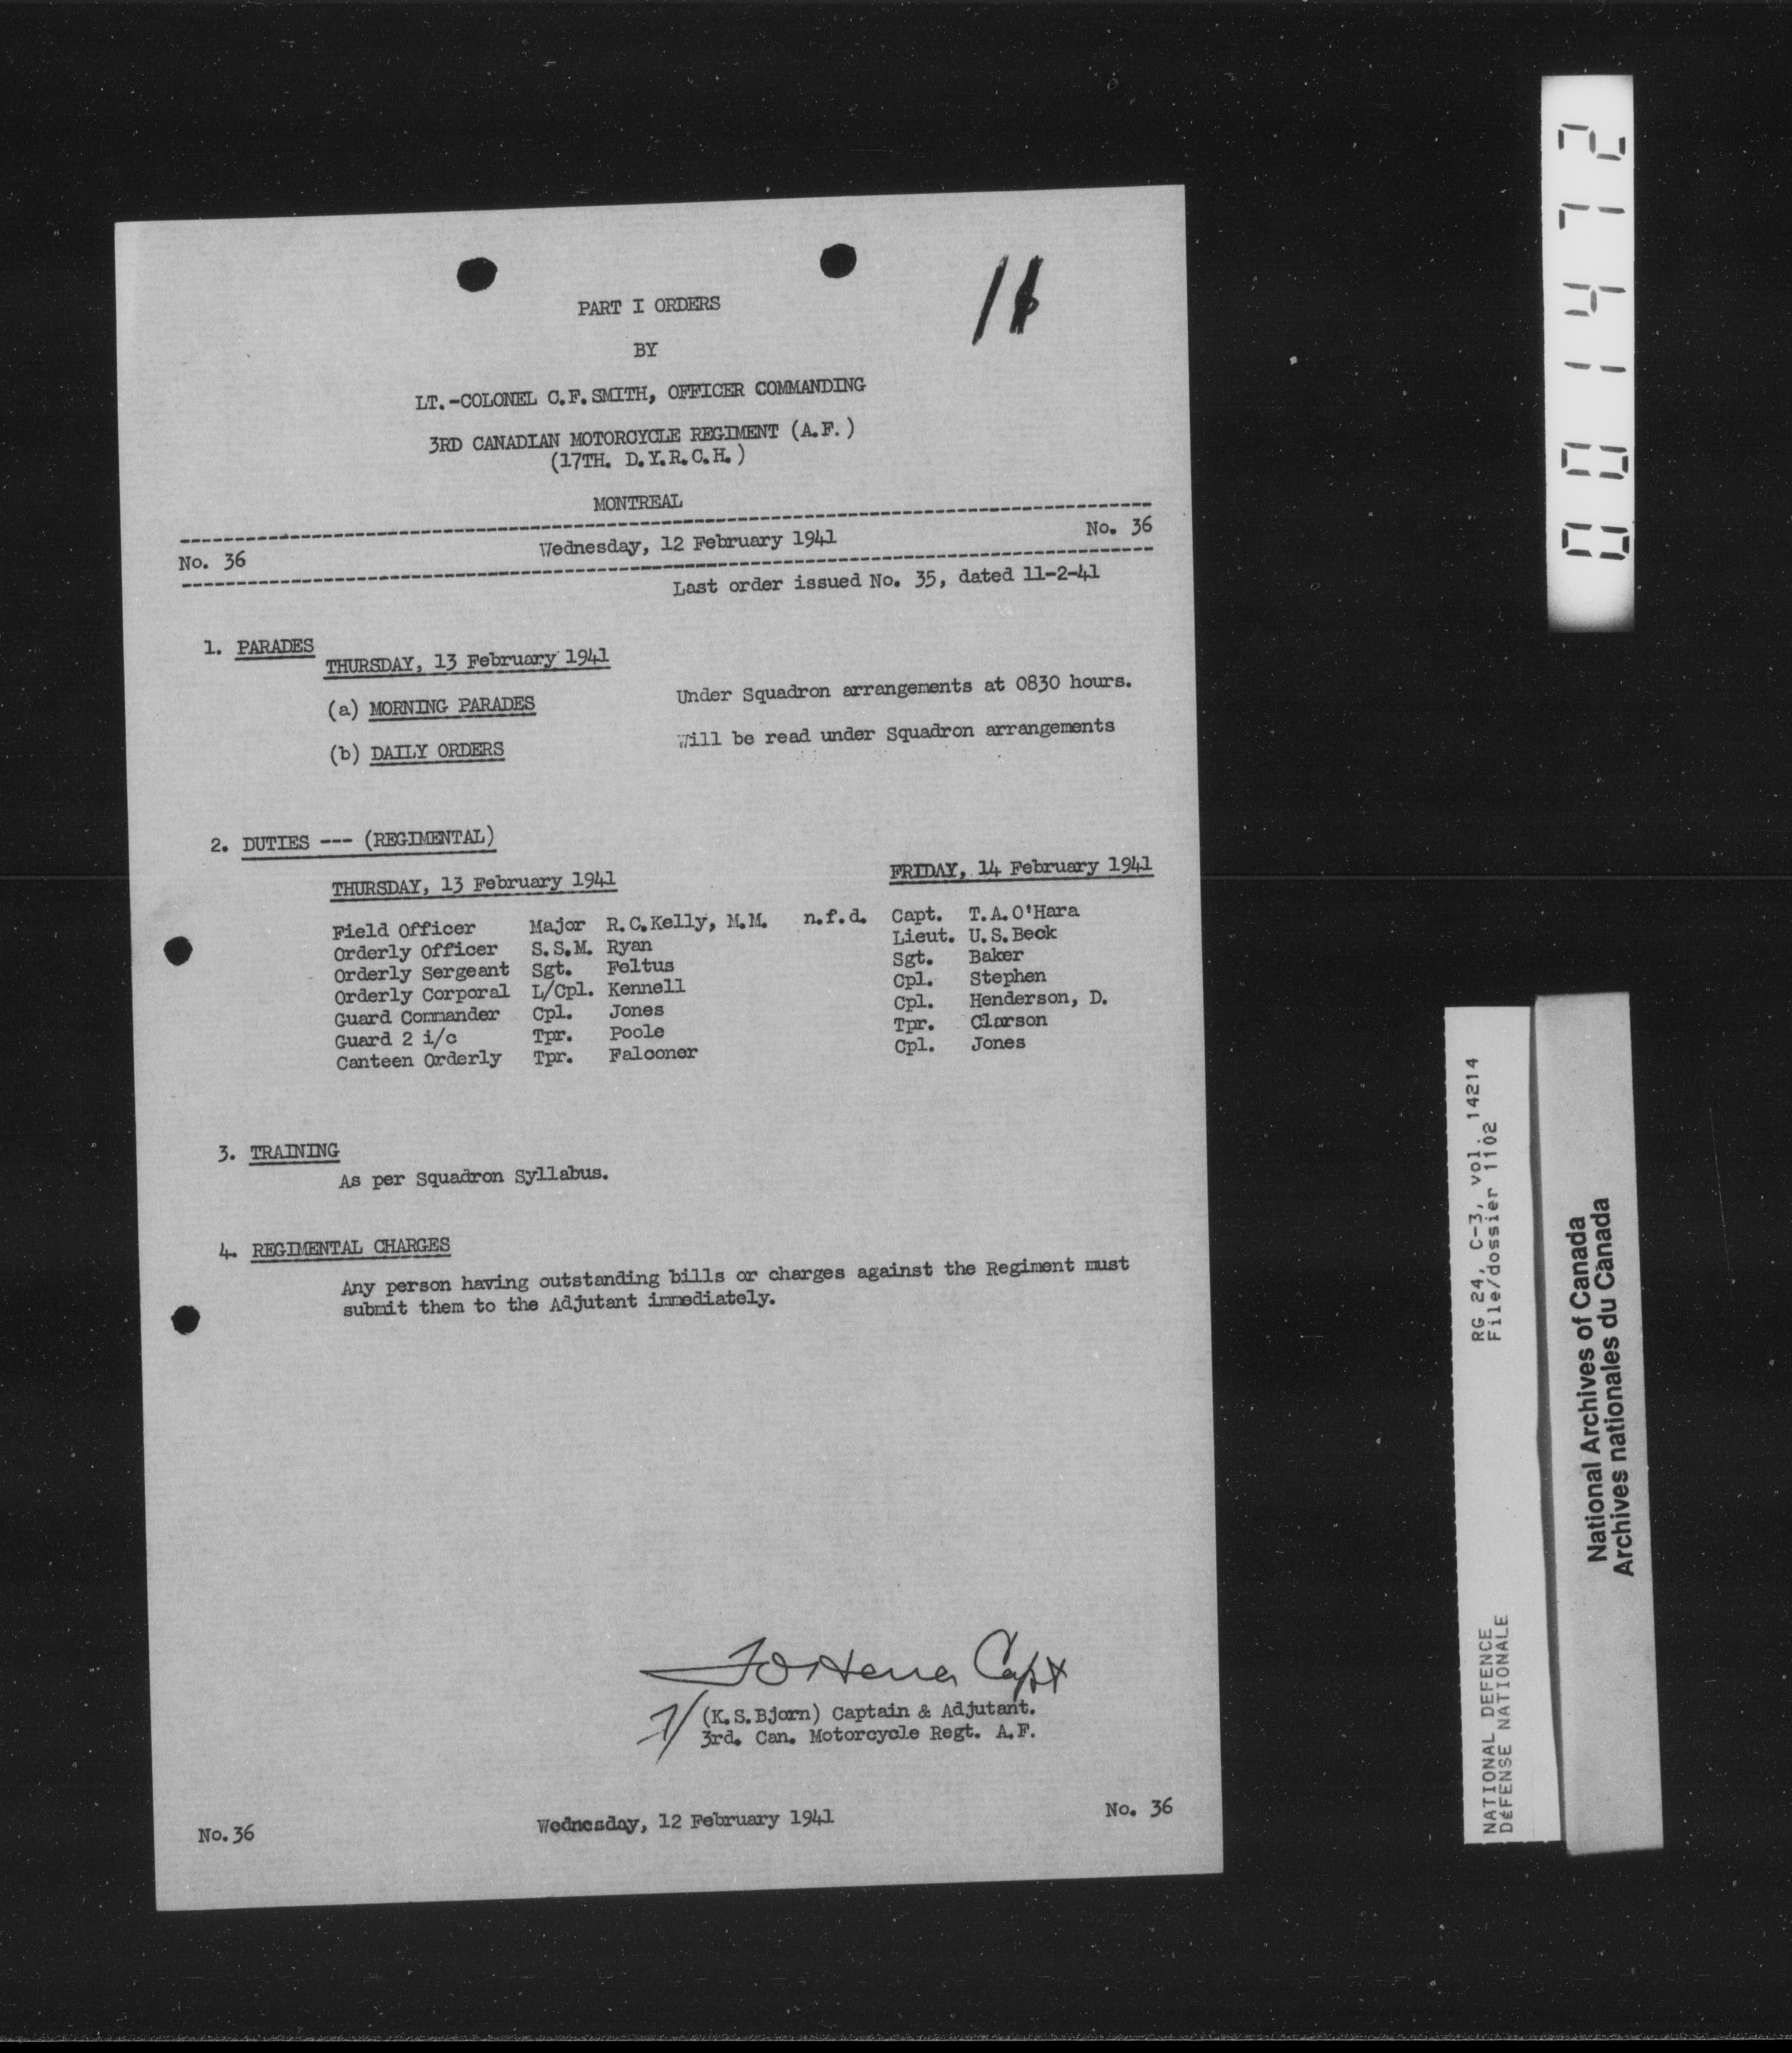 PART I ORDERS
BY
LT.-COLONEL C.F.SMITH, OFFICER COMMANDING
3RD CANADIAN MOTORCYCLE REGIMENT (A.F.)
(17TH. D.Y.R.C.H.)
MONTREAL
No. 36 Wednesday, 12 February 1941 No. 36
Last order issued No. 35, dated 11-2-41
1. PARADES
THURSDAY, 13 February 1941
(a) MORNING PARADES Under Squadron arrangements at 0830 hours.
(b) DAILY ORDERS Will be read under Squadron arrangements
2. DUTIES --- (REGIMENTAL)
THURSDAY, 13 February 1941 FRIDAY, 14 February 1941
Field Officer Major R.C.Kelly, M.M. n.f.d. Capt. T.A.O'Hara
Orderly Officer S.S.M. Ryan Lieut. U.S.Beck
Orderly Sergeant Sgt. Feltus Sgt. Baker
Orderly Corporal L/Cpl. Kennell Cpl. Stephen
Guard Commander Cpl. Jones Cpl. Henderson, D.
Guard 2 i/c Tpr. Poole Tpr. Clarson
Canteen Orderly Tpr. Falconer Cpl. Jones
3. TRAINING
As per Squadron Syllabus.
4. REGIMENTAL CHARGES
Any person having outstanding bills or charges against the Regiment must
submit them to the Adjutant immediately.
Capt
(K.S.Bjorn) Captain & Adjutant.
3rd. Can. Motorcycle Regt. A.F.
No.36 Wednesday, 12 February 1941 No. 36
001472
RG 24, C-3, vol. 14214
File/dossier 1102
NATIONAL DEFENCE
DÉFENSE NATIONALE
National Archives of Canada
Archives nationales du Canada